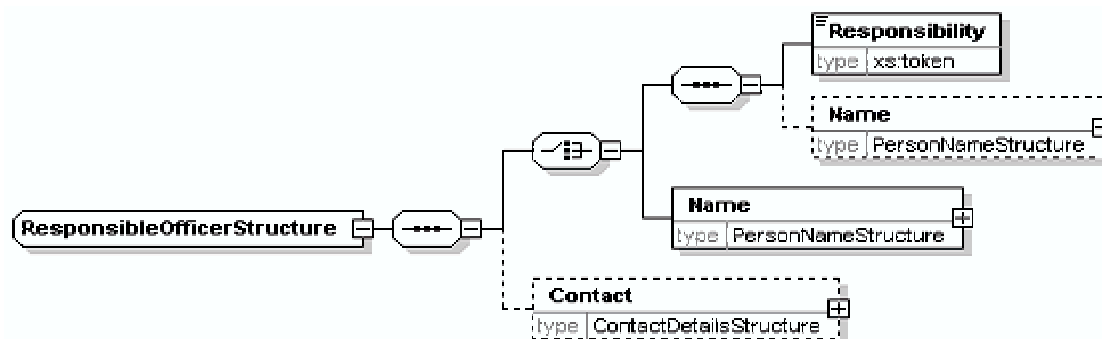 Responsibility
type xs:token
Name
type PersonNameStructure
Name
type PersonNameStructure
ResponsibleOfficerStructure
Contact
type ContactDetailsStructure